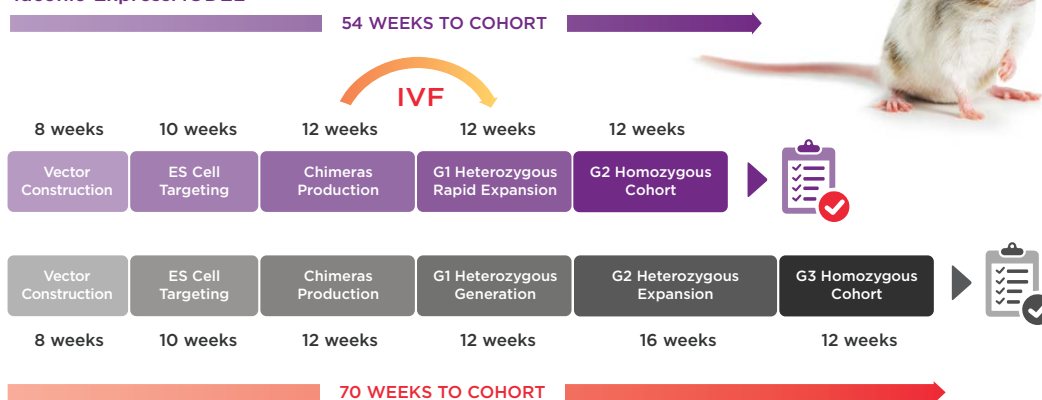 54 WEEKS TO COHORT
IVF
8 weeks 10 weeks 12 weeks 12 weeks 12 weeks
Vector Construction
ES Cell Targeting
Chimeras Production
G1 Heterozygous Rapid Expansion
G2 Homozygous Cohort
Vector Construction
ES Cell Targeting
Chimeras Production
G1 Heterozygous Generation
G2 Heterozygous Expansion
G3 Homozygous Cohort
8 weeks 10 weeks 12 weeks 12 weeks 16 weeks 12 weeks
70 WEEKS TO COHORT